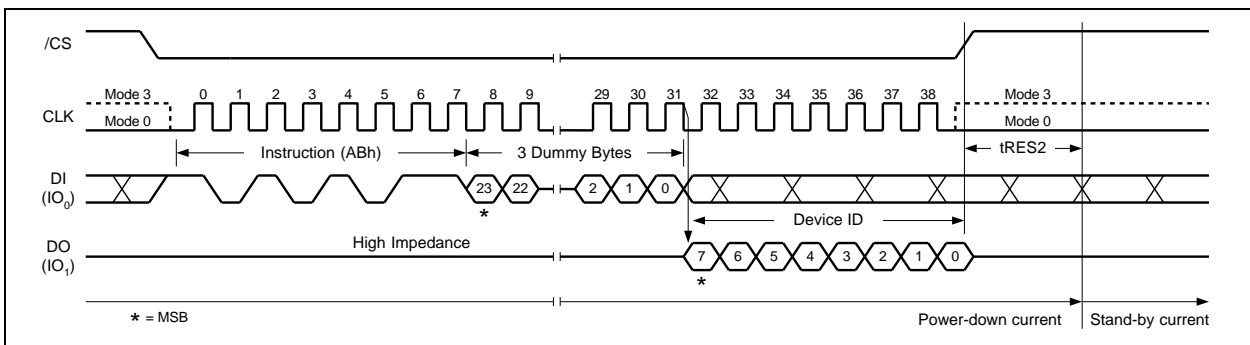 /CS
Mode 3 0 1 2 3 4 5 6 7 8 9 29 30 31 32 33 34 35 36 37 38 Mode 3
CLK
Mode 0 Mode 0
Instruction (ABh) 3 Dummy Bytes tRES2
DI
(IO0)
23 22 2 1 0
*
Device ID
DO
(IO1)
High Impedance
7 6 5 4 3 2 1 0
*
* = MSB
Power-down current Stand-by current